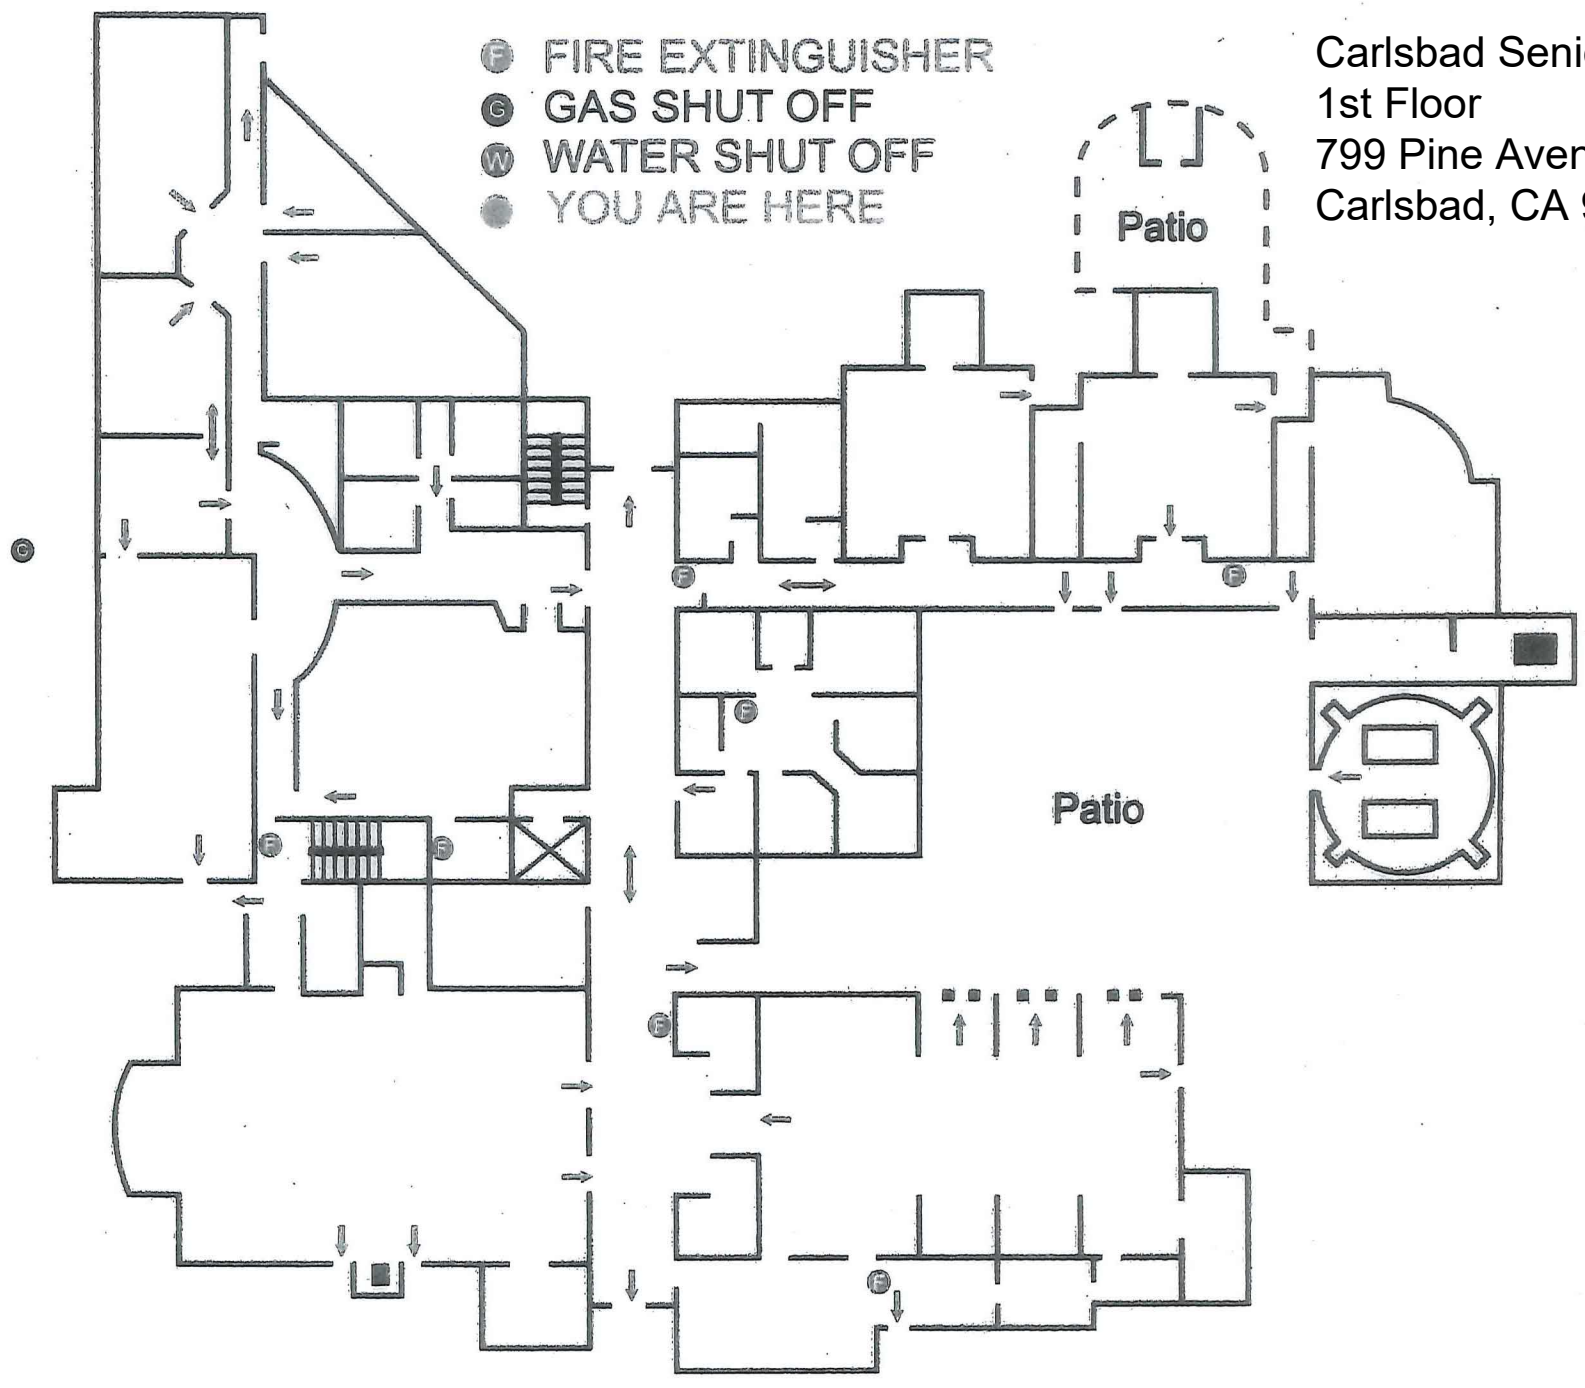 F FIRE EXTINGUISHER
G GAS SHUT OFF
W WATER SHUT OFF
YOU ARE HERE
Carlsbad Seni
1st Floor
799 Pine Aven
Carlsbad, CA 9
Patio
G
F
F
F
Patio
F
F
F
F